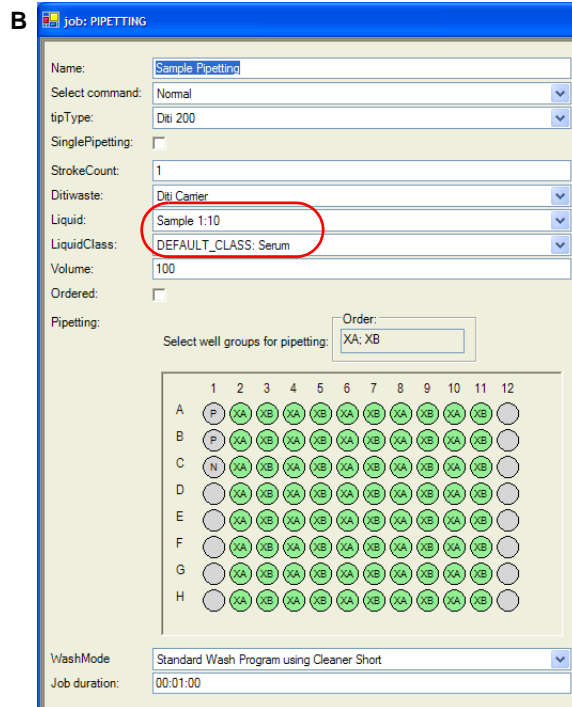 B
job: PIPETTING
Name: Sample Pipetting
Select command: Normal
tipType: Diti 200
SinglePipetting:
StrokeCount: 1
Ditiwaste: Diti Carrier
Liquid: Sample 1:10
LiquidClass: DEFAULT_CLASS: Serum
Volume: 100
Ordered:
Pipetting:
Order:
Select well groups for pipetting: XA; XB
1 2 3 4 5 6 7 8 9 10 11 12
A P XA XB XA XB XA XB XA XB XA XB
B P XA XB XA XB XA XB XA XB XA XB
C N XA XB XA XB XA XB XA XB XA XB
D XA XB XA XB XA XB XA XB XA XB
E XA XB XA XB XA XB XA XB XA XB
F XA XB XA XB XA XB XA XB XA XB
G XA XB XA XB XA XB XA XB XA XB
H XA XB XA XB XA XB XA XB XA XB
WashMode Standard Wash Program using Cleaner Short
Job duration: 00:01:00